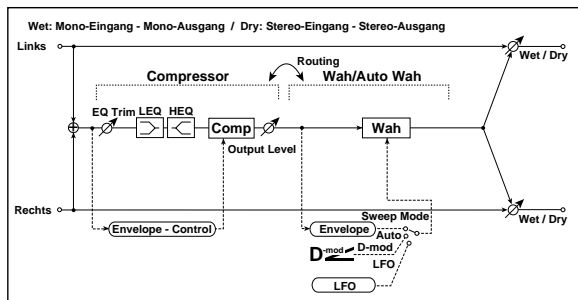 Wet: Mono-Eingang - Mono-Ausgang / Dry: Stereo-Eingang - Stereo-Ausgang
Links
Wet / Dry
Routing
Compressor
Wah/Auto Wah
EQ Trim
LEQ
HEQ
Comp
Wah
Output Level
Rechts
Wet / Dry
Envelope - Control
Envelope
Sweep Mode
Auto
D-mod
D-mod
LFO
LFO